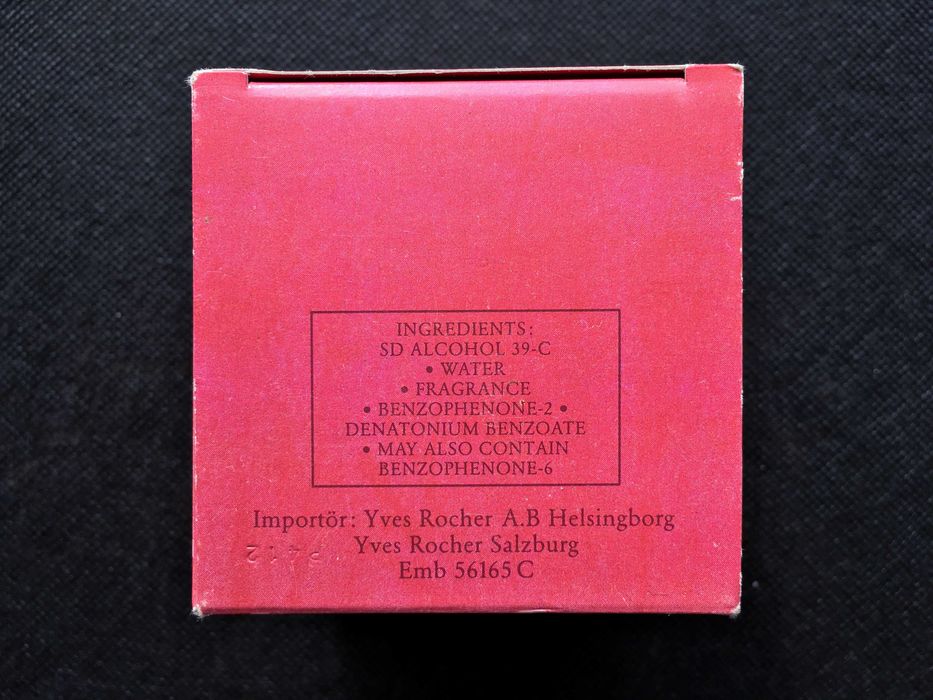 INGREDIENTS:
SD ALCOHOL 39-C
• WATER
• FRAGRANCE
• BENZOPHENONE-2 •
DENATONIUM BENZOATE
• MAY ALSO CONTAIN
BENZOPHENONE-6
Importör: Yves Rocher A.B Helsingborg
Yves Rocher Salzburg
Emb 56165 C